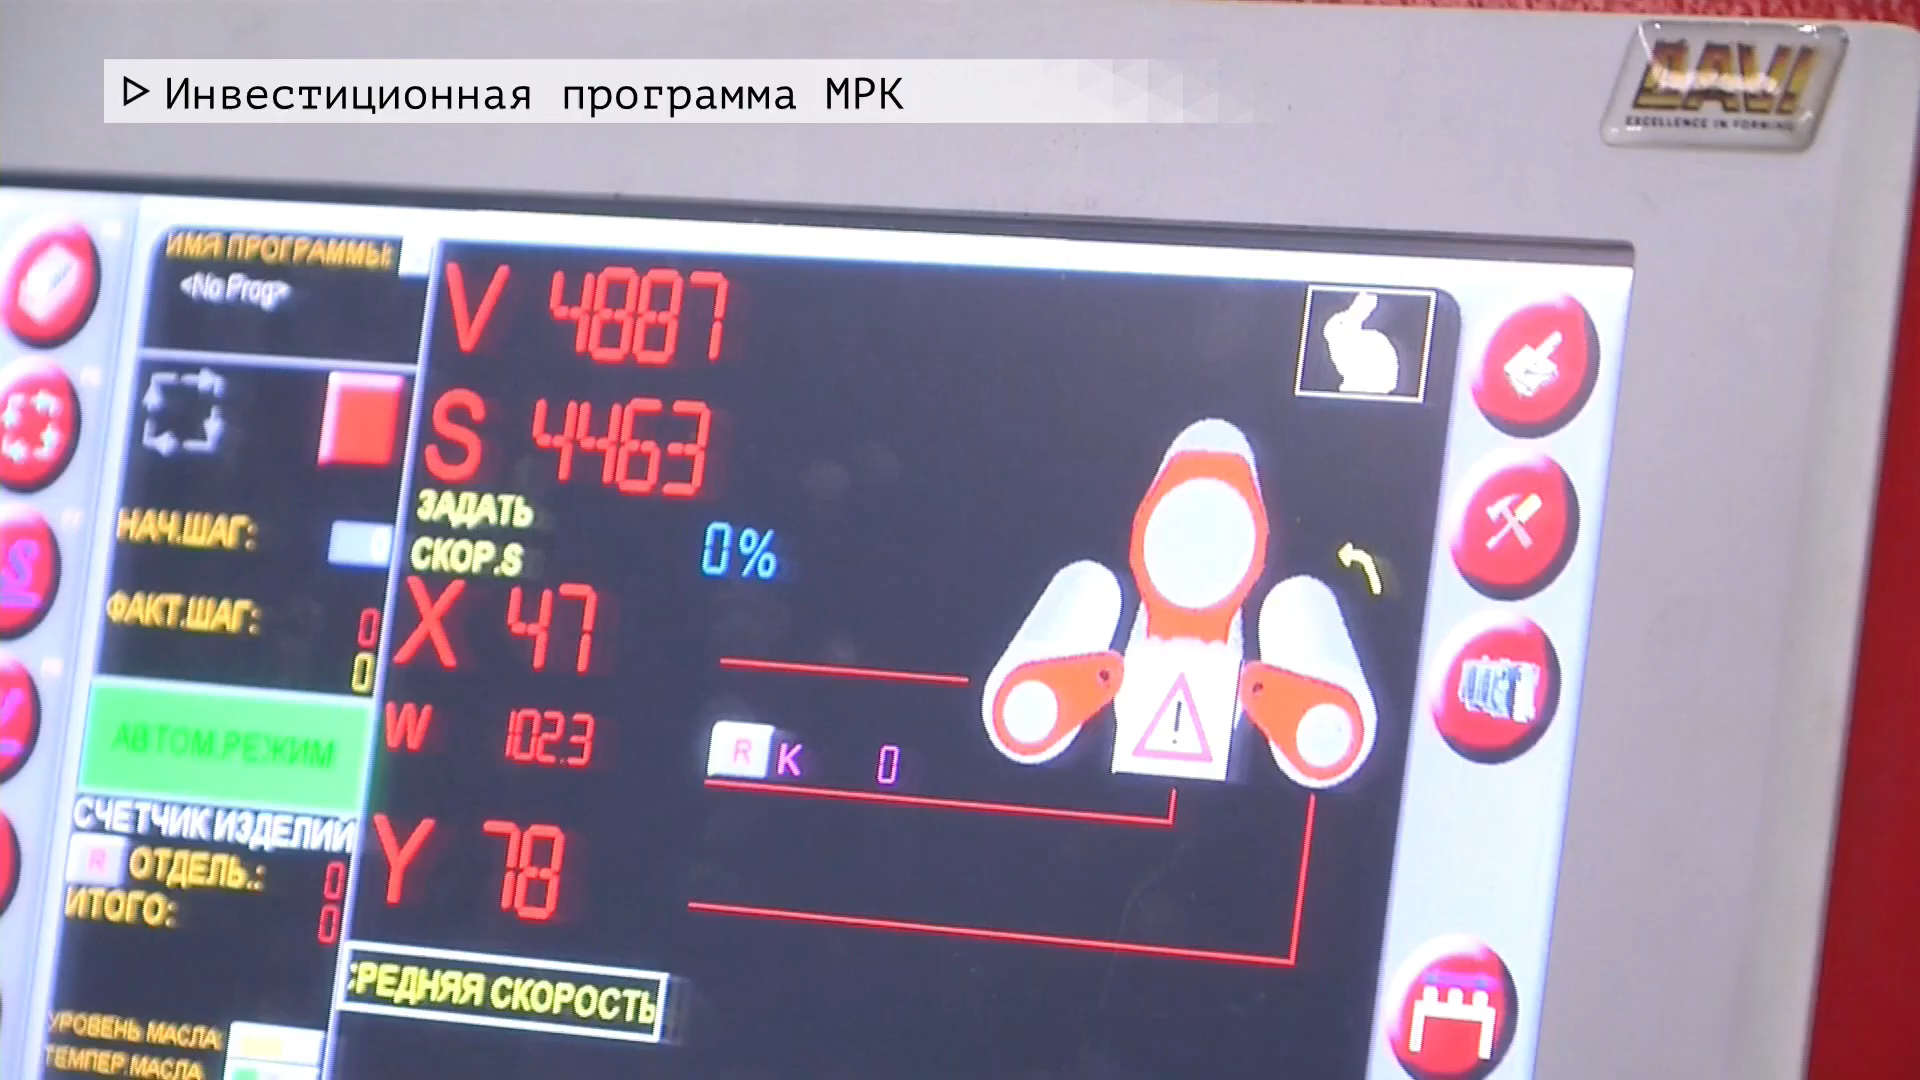 Инвестиционная программа МРК
DAVI
EXCELLENCE IN FORMING
ИМЯ ПРОГРАММЫ:
<No Prog>
V 4887
S 4463
ЗАДАТЬ
СКОР.S 0%
НАЧ.ШАГ: 0
ФАКТ.ШАГ: 0
0
X 47
W 102.3
R K 0
АВТОМ.РЕЖИМ
Y 78
СЧЕТЧИК ИЗДЕЛИЙ
R ОТДЕЛЬ.: 0
ИТОГО: 0
СРЕДНЯЯ СКОРОСТЬ
УРОВЕНЬ МАСЛА:
ТЕМПЕР.МАСЛА